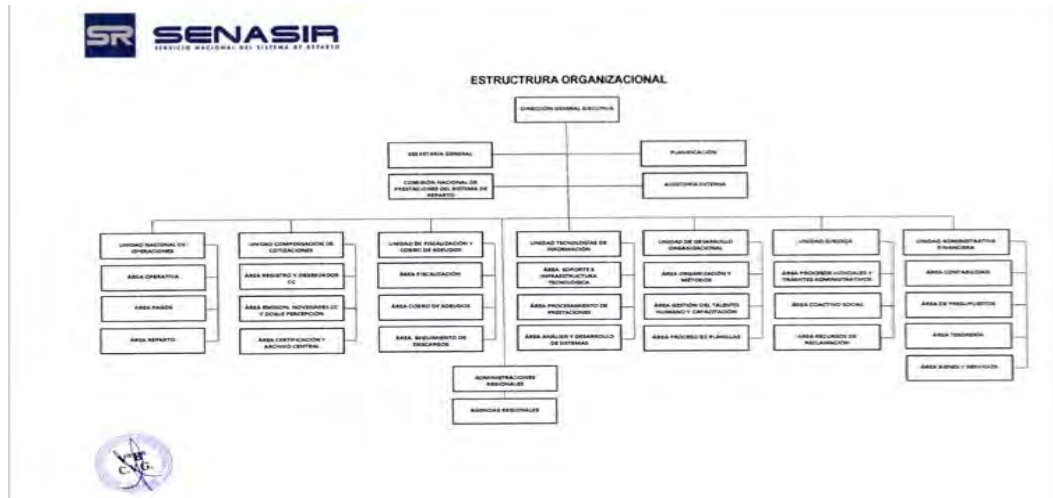 SR SENASIR
SERVICIO NACIONAL DEL SISTEMA DE REPARTO
ESTRUCTRURA ORGANIZACIONAL
DIRECCIÓN GENERAL EJECUTIVA
SECRETARIA GENERAL
PLANIFICACIÓN
COMISIÓN NACIONAL DE
PRESTACIONES DEL SISTEMA DE
REPARTO
AUDITORÍA INTERNA
UNIDAD NACIONAL DE
OPERACIONES
ÁREA OPERATIVA
ÁREA PAGOS
ÁREA REPARTO
UNIDAD COMPENSACIÓN DE
COTIZACIONES
ÁREA REGISTRO Y OBSERVADOS
CC
ÁREA EMISIÓN, NOVEDADES CC
Y DOBLE PERCEPCIÓN
ÁREA CERTIFICACIÓN Y
ARCHIVO CENTRAL
UNIDAD DE FISCALIZACIÓN Y
COBRO DE ADEUDOS
ÁREA FISCALIZACIÓN
ÁREA COBRO DE ADEUDOS
ÁREA SEGUIMIENTO DE
DESCARGOS
UNIDAD TECNOLOGÍAS DE
INFORMACIÓN
ÁREA SOPORTE E
INFRAESTRUCTURA
TECNOLÓGICA
ÁREA PROCESAMIENTO DE
PRESTACIONES
ÁREA ANÁLISIS Y DESARROLLO
DE SISTEMAS
UNIDAD DE DESARROLLO
ORGANIZACIONAL
ÁREA ORGANIZACIÓN Y
MÉTODOS
ÁREA GESTIÓN DEL TALENTO
HUMANO Y CAPACITACIÓN
ÁREA PROCESO DE PLANILLAS
UNIDAD JURÍDICA
ÁREA PROCESOS JUDICIALES Y
TRÁMITES ADMINISTRATIVOS
ÁREA COACTIVO SOCIAL
ÁREA RECURSOS DE
RECLAMACIÓN
UNIDAD ADMINISTRATIVA
FINANCIERA
ÁREA CONTABILIDAD
ÁREA DE PRESUPUESTOS
ÁREA TESORERÍA
ÁREA BIENES Y SERVICIOS
ADMINISTRACIONES
REGIONALES
AGENCIAS REGIONALES
VºBº
C.V.G.